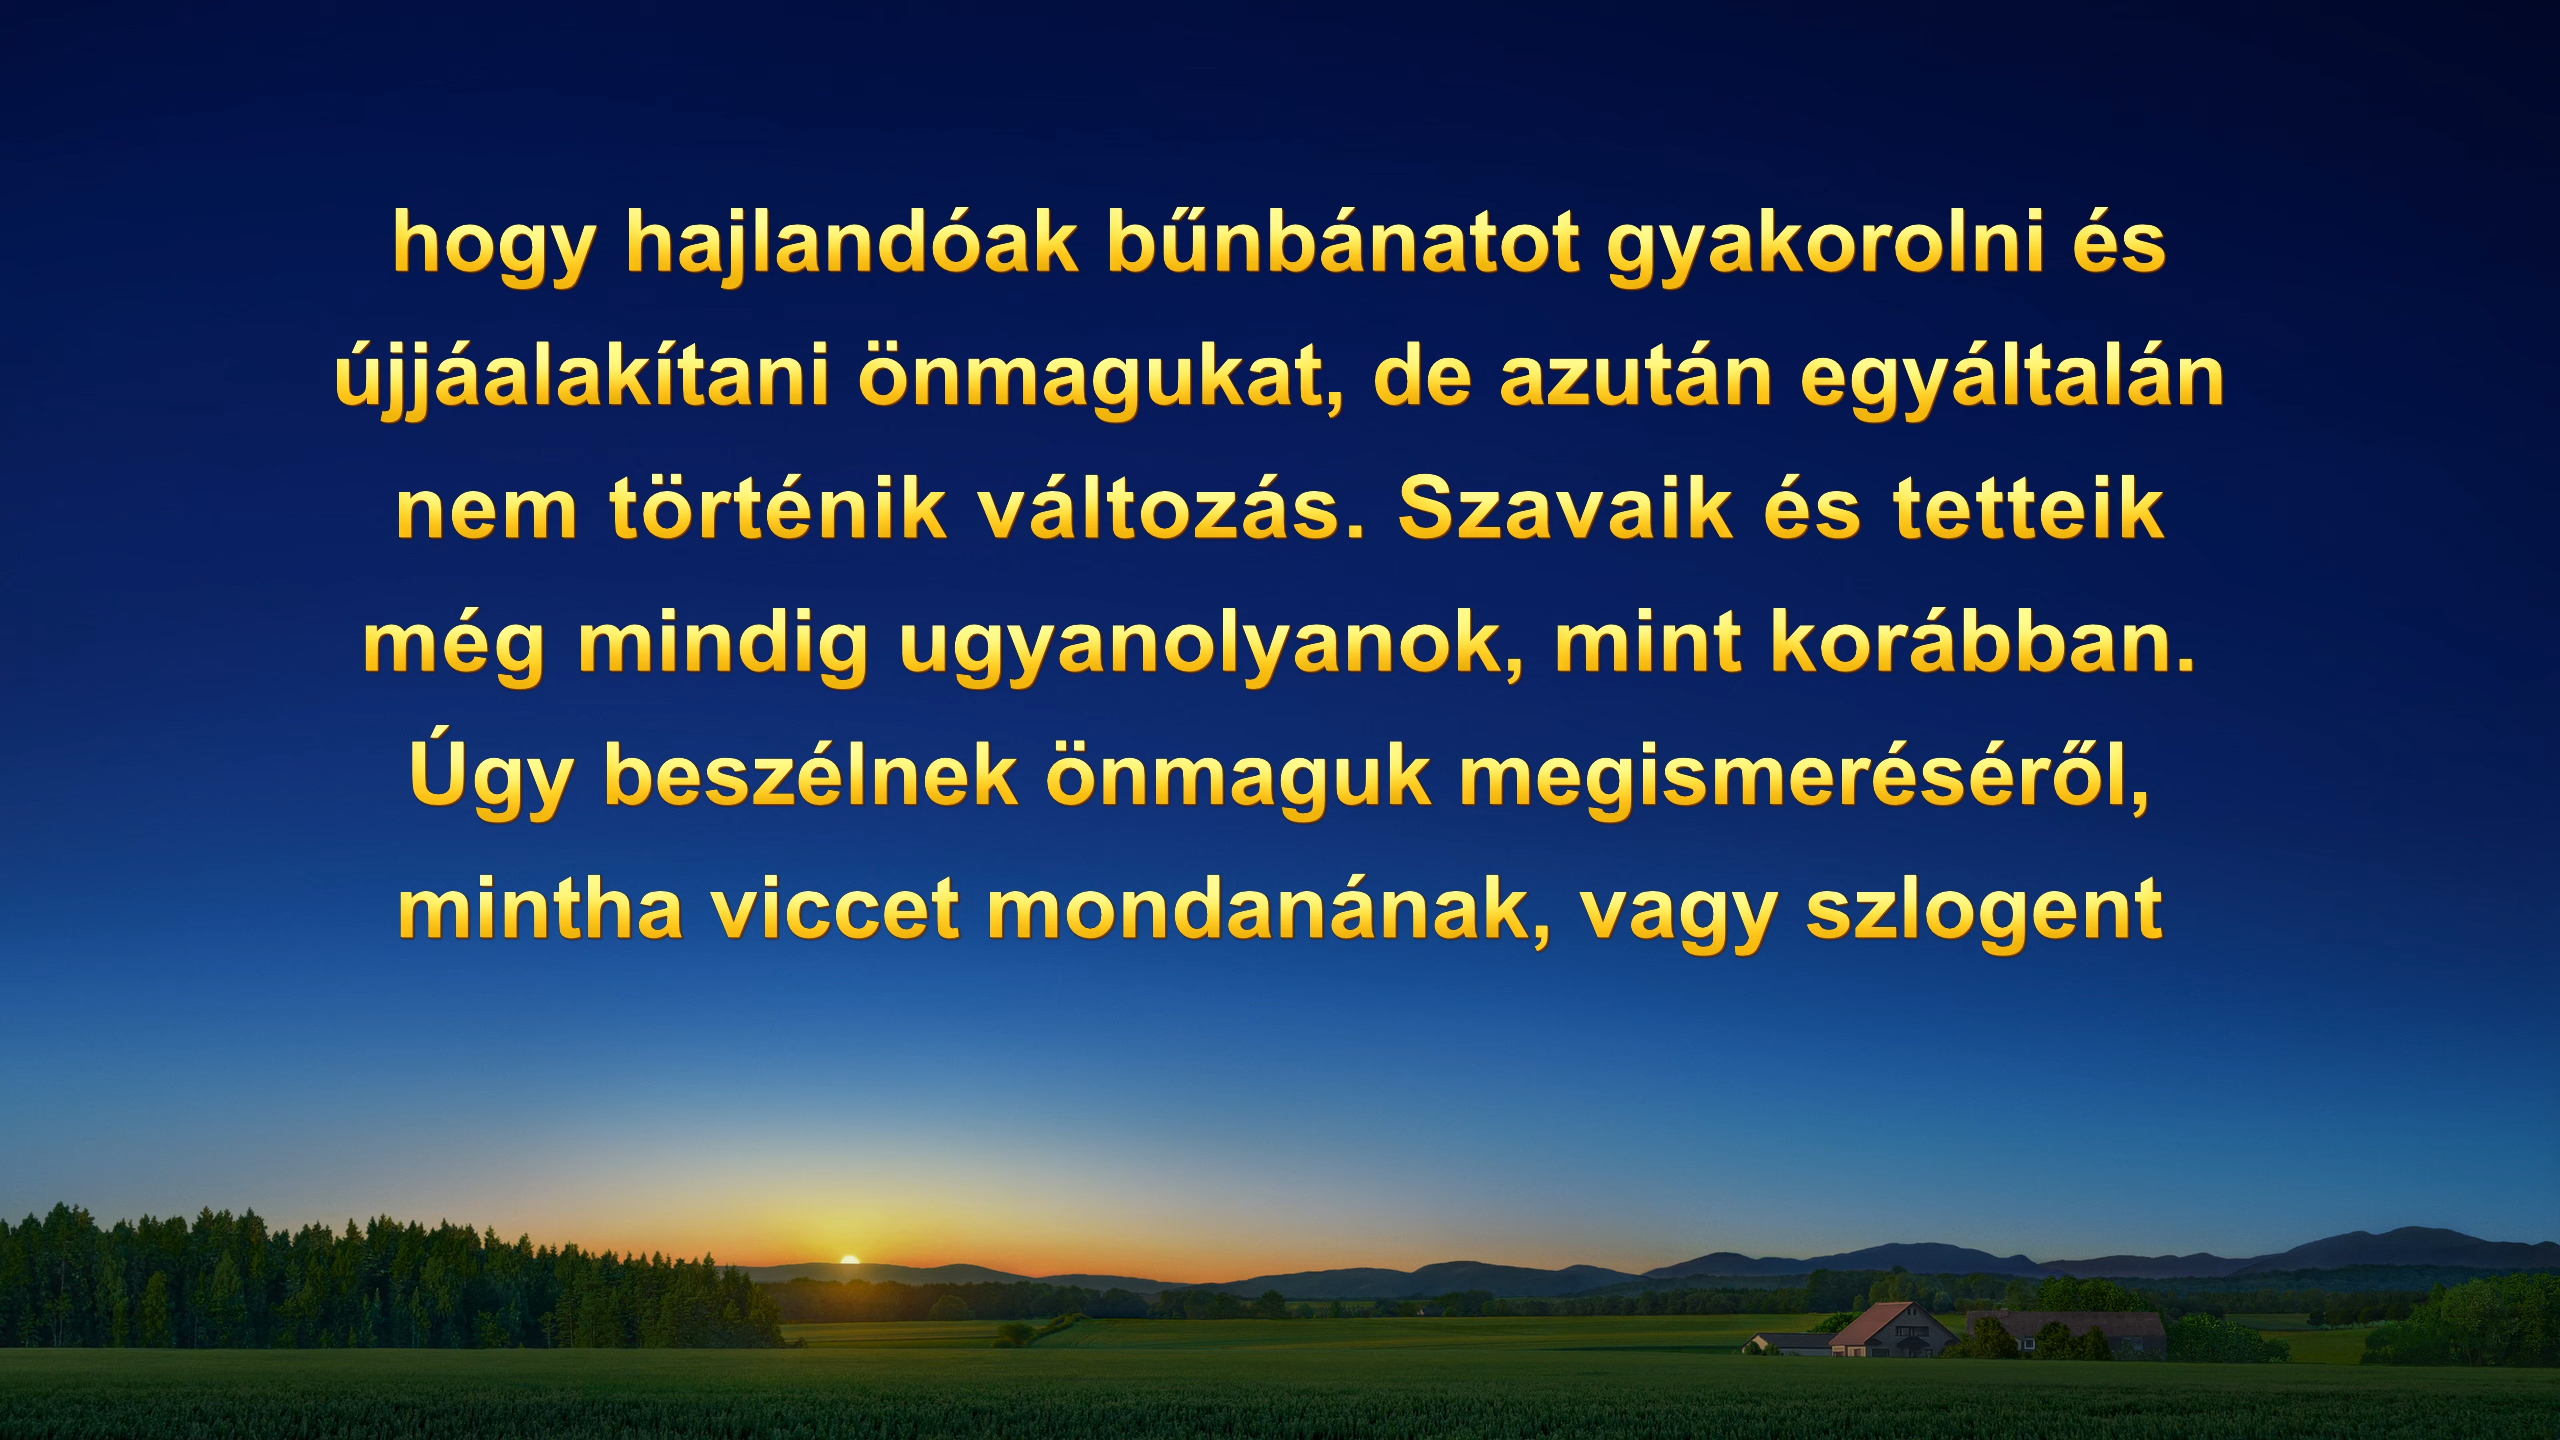 hogy hajlandóak bűnbánatot gyakorolni és
újjáalakítani önmagukat, de azután egyáltalán
nem történik változás. Szavaik és tetteik
még mindig ugyanolyanok, mint korábban.
Úgy beszélnek önmaguk megismeréséről,
mintha viccet mondanának, vagy szlogent